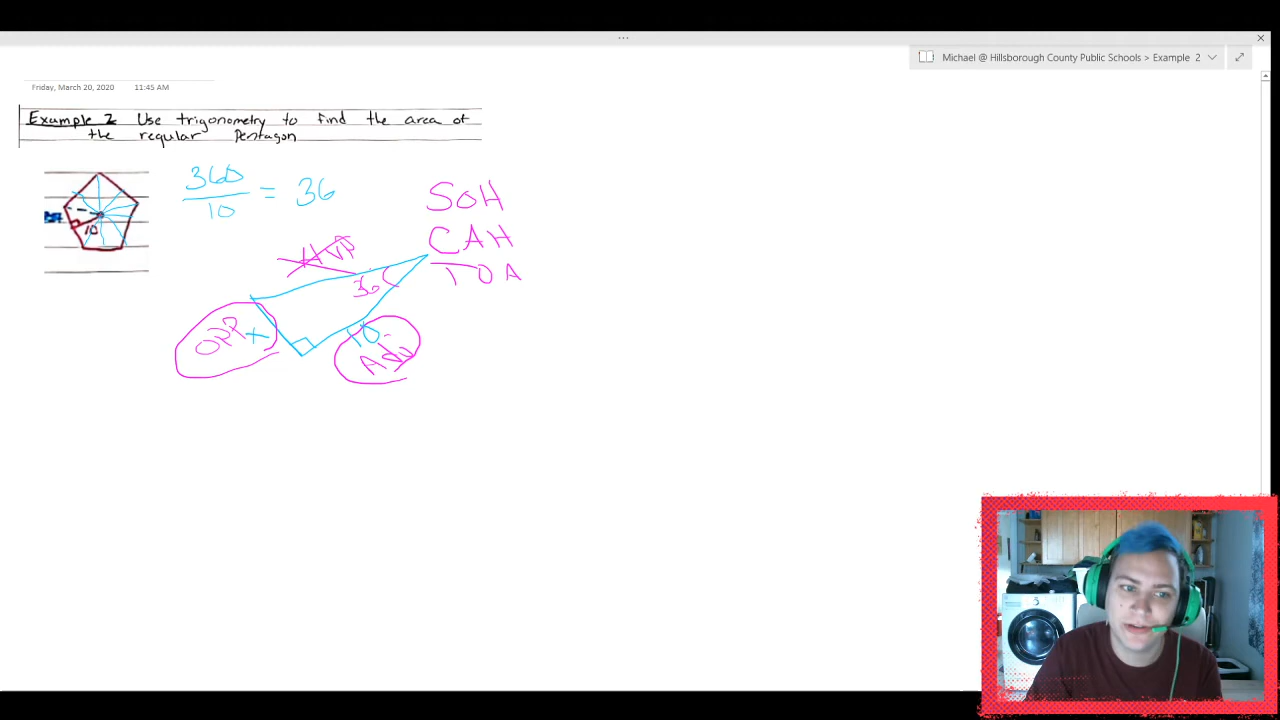 Michael @ Hillsborough County Public Schools > Example 2
Friday, March 20, 2020 11:45 AM
Example 2 Use trigonometry to find the area of
the regular Pentagon
10
360
10
= 36
SOH
CAH
TOA
HYP
36
OPP
x
10
Adj